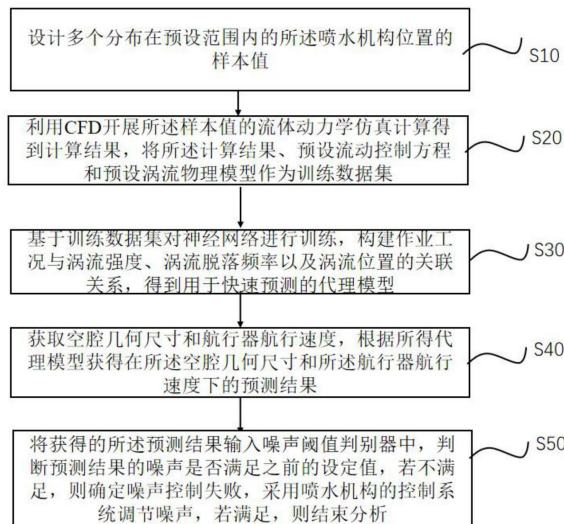 设计多个分布在预设范围内的所述喷水机构位置的
样本值
S10
利用CFD开展所述样本值的流体动力学仿真计算得
到计算结果，将所述计算结果、预设流动控制方程
和预设涡流物理模型作为训练数据集
S20
基于训练数据集对神经网络进行训练，构建作业工
况与涡流强度、涡流脱落频率以及涡流位置的关联
关系，得到用于快速预测的代理模型
S30
获取空腔几何尺寸和航行器航行速度，根据所得代
理模型获得在所述空腔几何尺寸和所述航行器航行
速度下的预测结果
S40
将获得的所述预测结果输入噪声阈值判别器中，判
断预测结果的噪声是否满足之前的设定值，若不满
足，则确定噪声控制失败，采用喷水机构的控制系
统调节噪声，若满足，则结束分析
S50